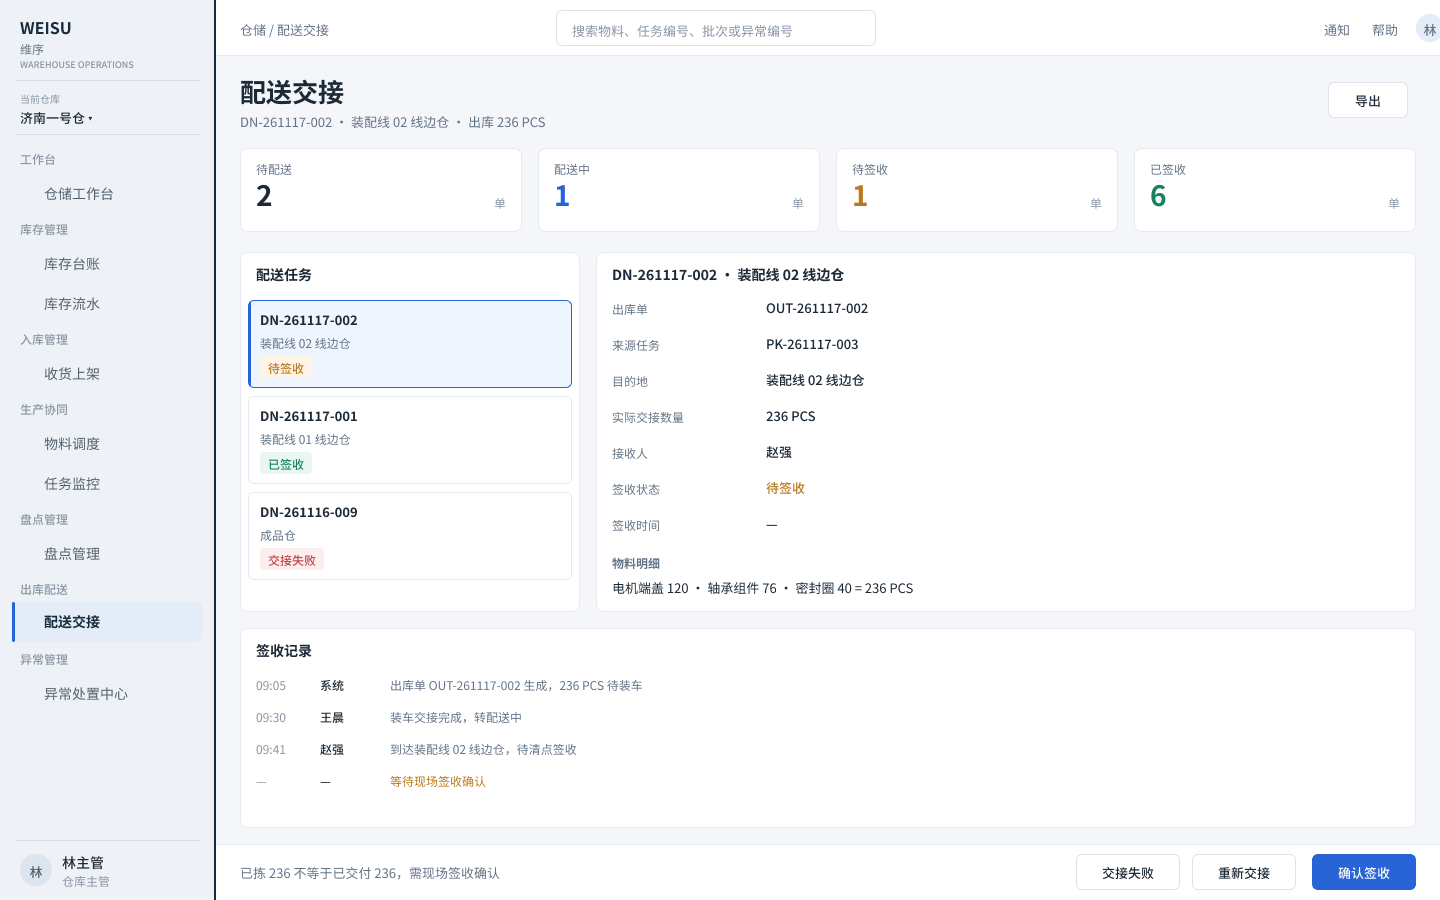 WEISU
维序
WAREHOUSE OPERATIONS
当前仓库
济南一号仓 ▾
工作台
仓储工作台
库存管理
库存台账
库存流水
入库管理
收货上架
生产协同
物料调度
任务监控
盘点管理
盘点管理
出库配送
配送交接
异常管理
异常处置中心
林
林主管
仓库主管
仓储 / 配送交接
搜索物料、任务编号、批次或异常编号
通知
帮助
林
配送交接
DN-261117-002 · 装配线 02 线边仓 · 出库 236 PCS
导出
待配送
2
单
配送中
1
单
待签收
1
单
已签收
6
单
配送任务
DN-261117-002
装配线 02 线边仓
待签收
DN-261117-001
装配线 01 线边仓
已签收
DN-261116-009
成品仓
交接失败
DN-261117-002 · 装配线 02 线边仓
出库单 OUT-261117-002
来源任务 PK-261117-003
目的地 装配线 02 线边仓
实际交接数量 236 PCS
接收人 赵强
签收状态 待签收
签收时间 —
物料明细
电机端盖 120 · 轴承组件 76 · 密封圈 40 = 236 PCS
签收记录
09:05 系统 出库单 OUT-261117-002 生成，236 PCS 待装车
09:30 王晨 装车交接完成，转配送中
09:41 赵强 到达装配线 02 线边仓，待清点签收
— — 等待现场签收确认
已拣 236 不等于已交付 236，需现场签收确认
交接失败
重新交接
确认签收